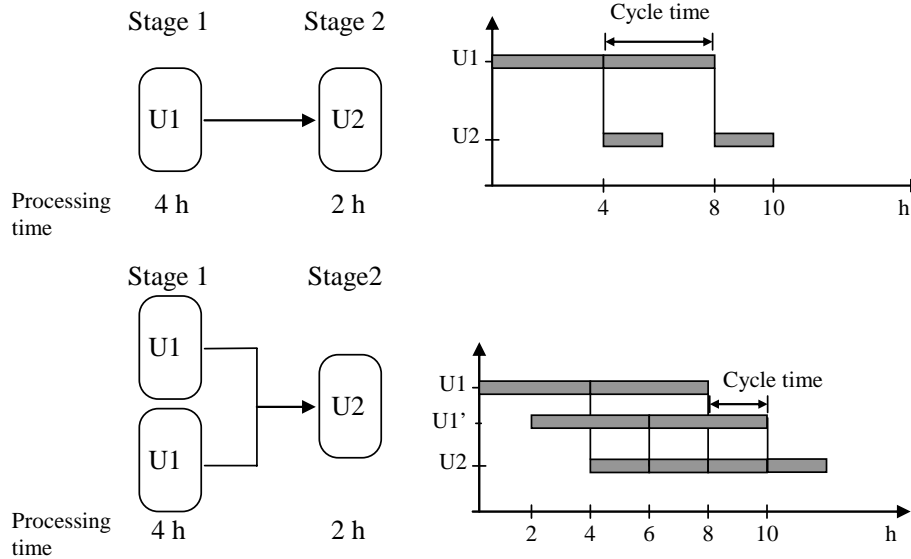 Stage 1 Stage 2
U1 U2
Processing time 4 h 2 h
Cycle time
U1
U2
4 8 10 h
Stage 1 Stage2
U1
U1
U2
Processing time 4 h 2 h
Cycle time
U1
U1’
U2
2 4 6 8 10 h